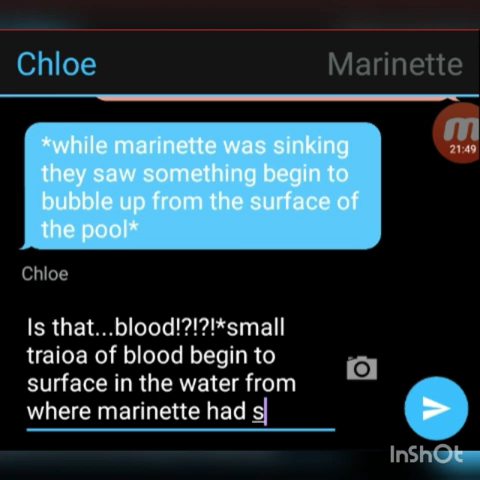 Chloe
Marinette
21:49
*while marinette was sinking
they saw something begin to
bubble up from the surface of
the pool*
Chloe
Is that...blood!?!?!*small
traioa of blood begin to
surface in the water from
where marinette had s
InShOt